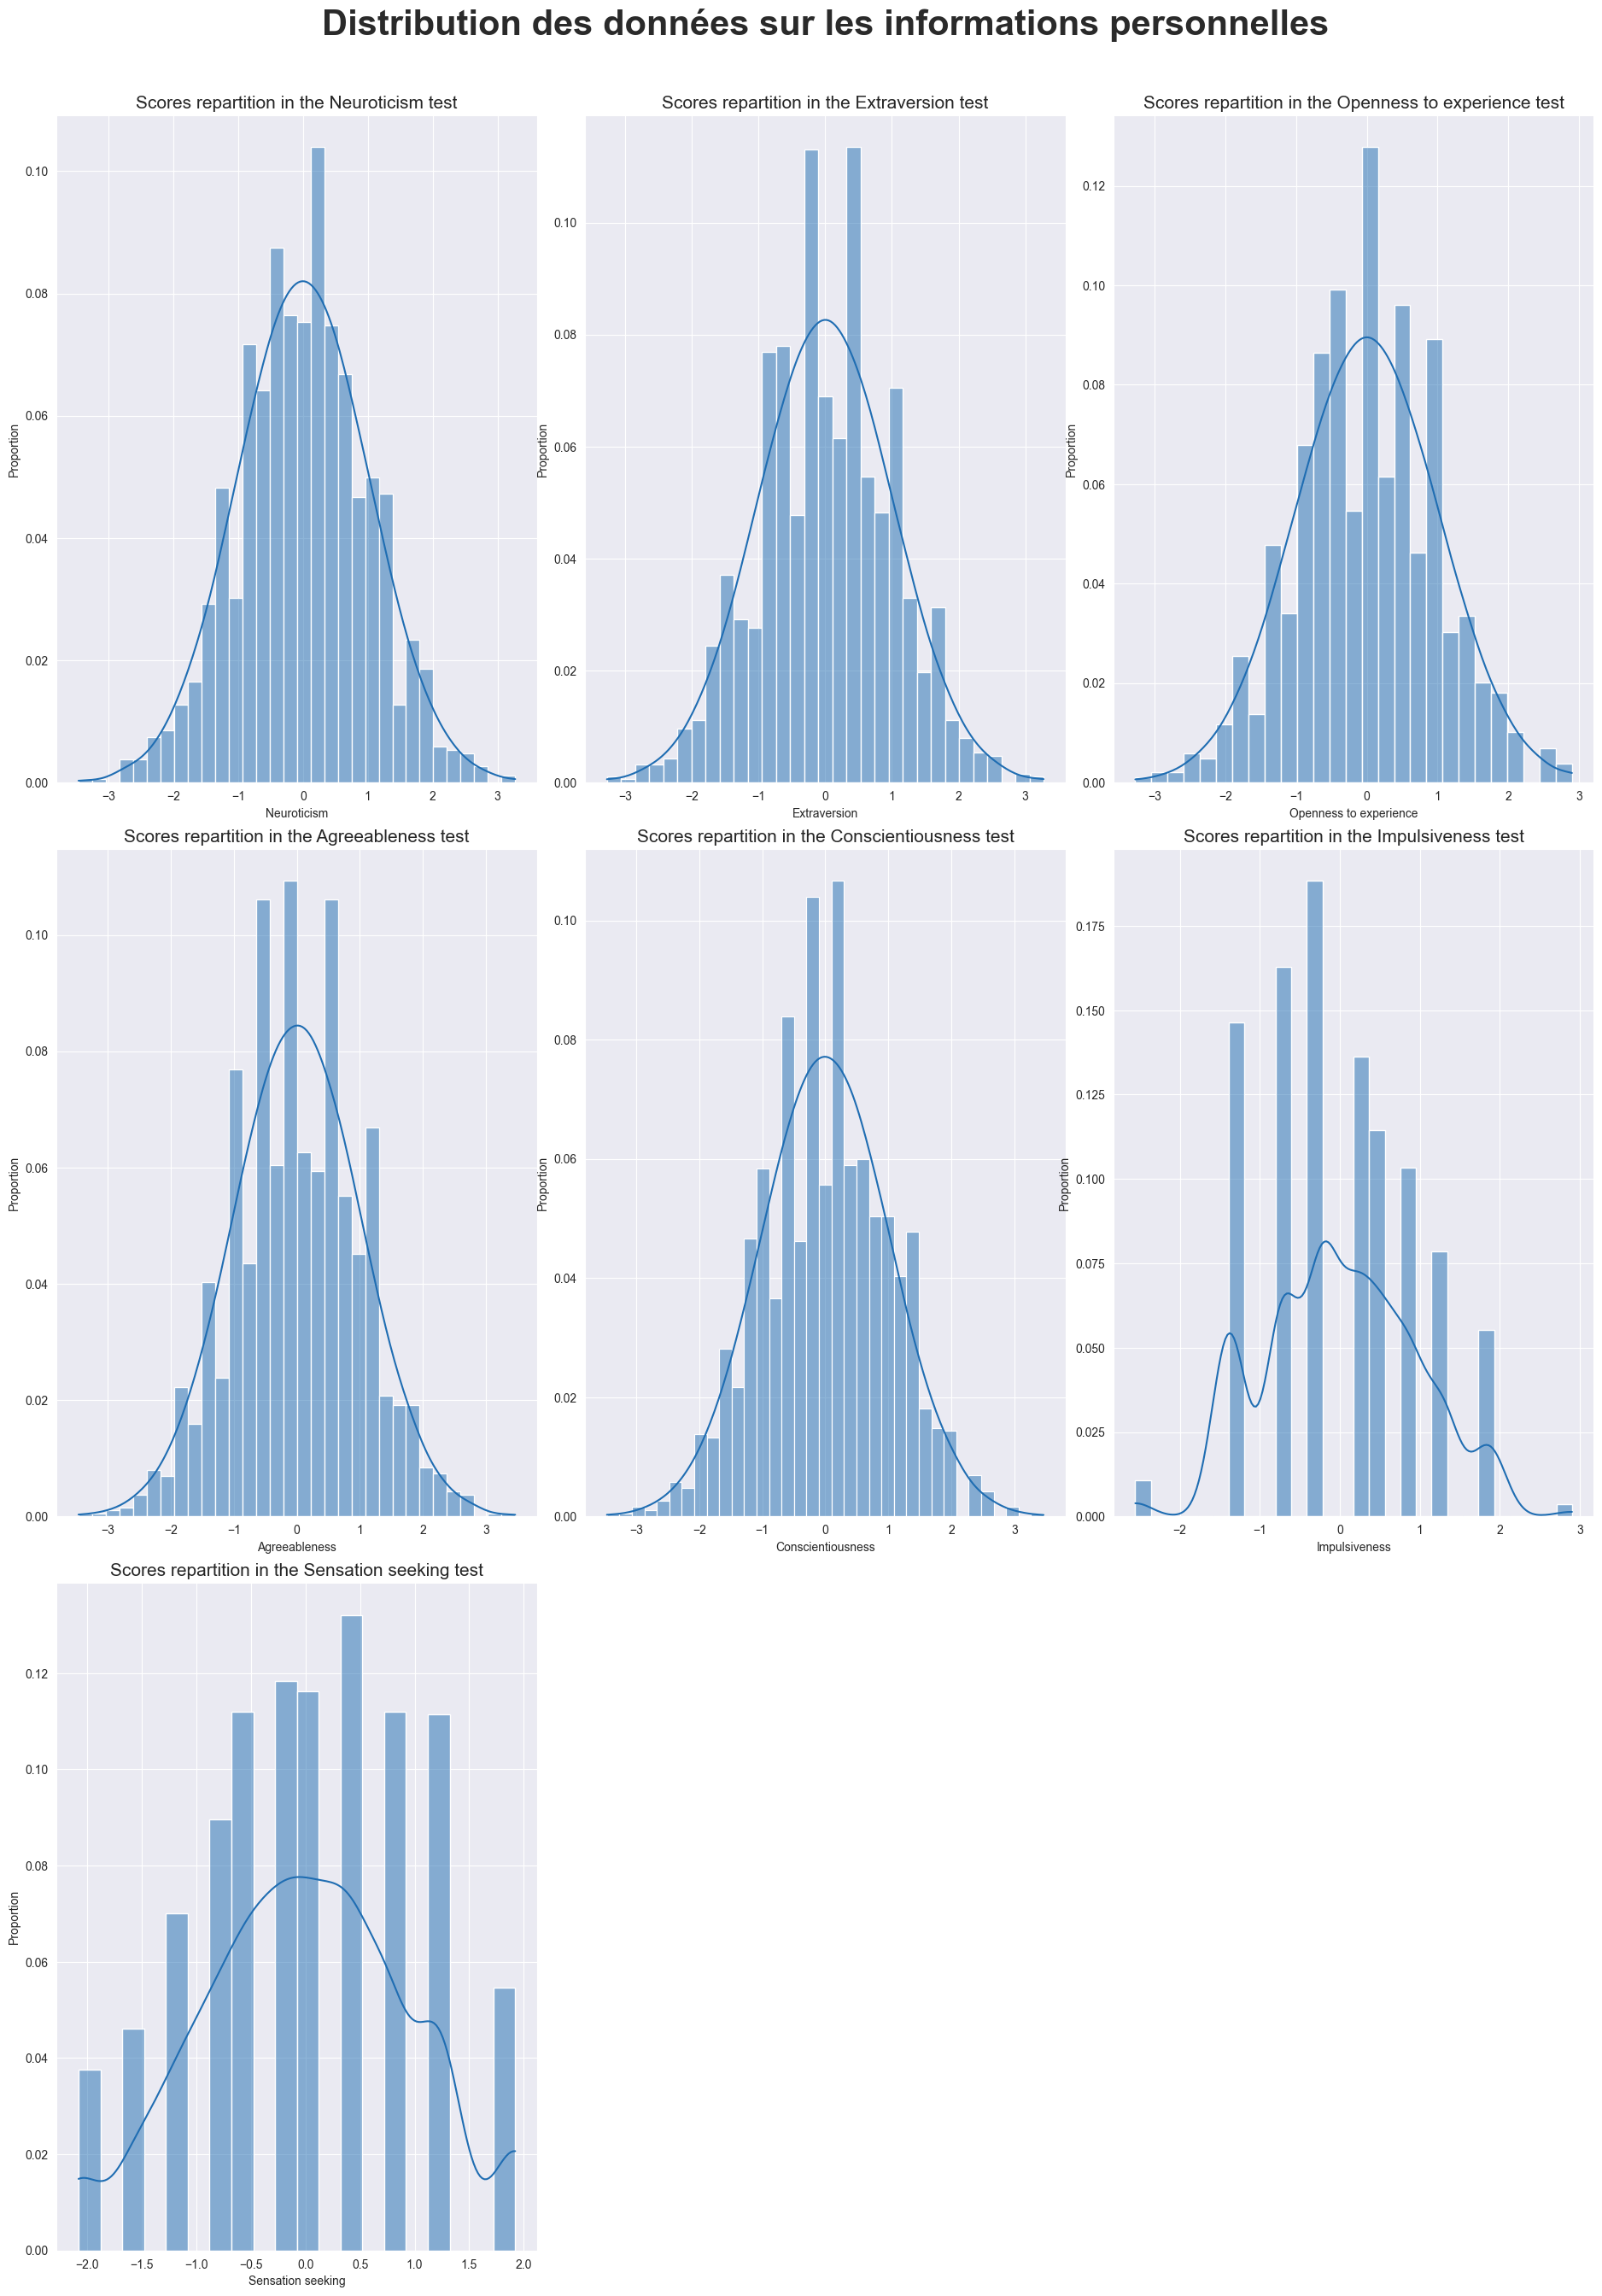 Distribution des données sur les informations personnelles
Scores repartition in the Neuroticism test
Proportion
0.10
0.08
0.06
0.04
0.02
0.00
−3 −2 −1 0 1 2 3
Neuroticism
Scores repartition in the Extraversion test
Proportion
0.10
0.08
0.06
0.04
0.02
0.00
−3 −2 −1 0 1 2 3
Extraversion
Scores repartition in the Openness to experience test
Proportion
0.12
0.10
0.08
0.06
0.04
0.02
0.00
−3 −2 −1 0 1 2 3
Openness to experience
Scores repartition in the Agreeableness test
Proportion
0.10
0.08
0.06
0.04
0.02
0.00
−3 −2 −1 0 1 2 3
Agreeableness
Scores repartition in the Conscientiousness test
Proportion
0.10
0.08
0.06
0.04
0.02
0.00
−3 −2 −1 0 1 2 3
Conscientiousness
Scores repartition in the Impulsiveness test
Proportion
0.175
0.150
0.125
0.100
0.075
0.050
0.025
0.000
−2 −1 0 1 2 3
Impulsiveness
Scores repartition in the Sensation seeking test
Proportion
0.12
0.10
0.08
0.06
0.04
0.02
0.00
−2.0 −1.5 −1.0 −0.5 0.0 0.5 1.0 1.5 2.0
Sensation seeking